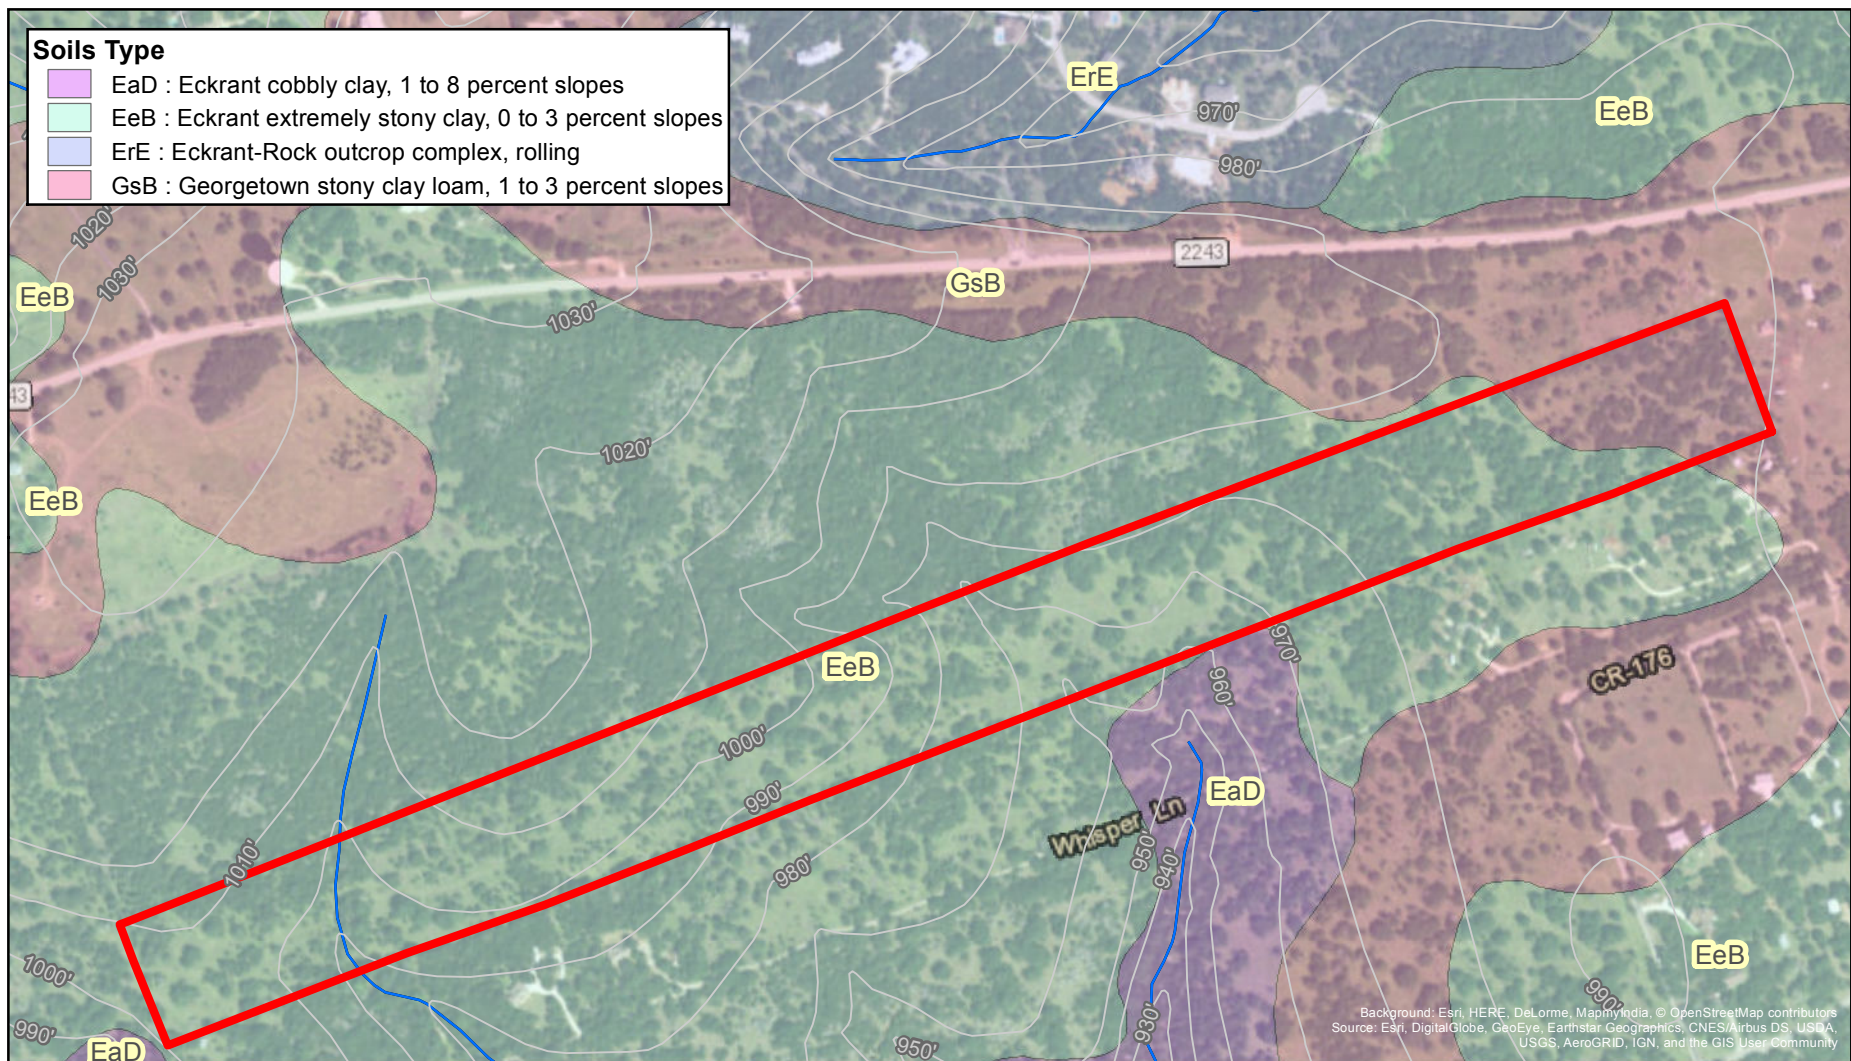 Soils Type
EaD : Eckrant cobbly clay, 1 to 8 percent slopes
EeB : Eckrant extremely stony clay, 0 to 3 percent slopes
ErE : Eckrant-Rock outcrop complex, rolling
GsB : Georgetown stony clay loam, 1 to 3 percent slopes
ErE
970'
EeB
980'
1020'
1030'
2243
GsB
EeB
1030'
43
1020'
EeB
970'
EeB
CR-176
960'
1000'
990'
EaD
Whisper Ln
950'
940'
1010'
980'
1000'
EeB
990'
990'
930'
950'
EaD
Background: Esri, HERE, DeLorme, MapmyIndia, © OpenStreetMap contributors
Source: Esri, DigitalGlobe, GeoEye, Earthstar Geographics, CNES/Airbus DS, USDA,
USGS, AeroGRID, IGN, and the GIS User Community